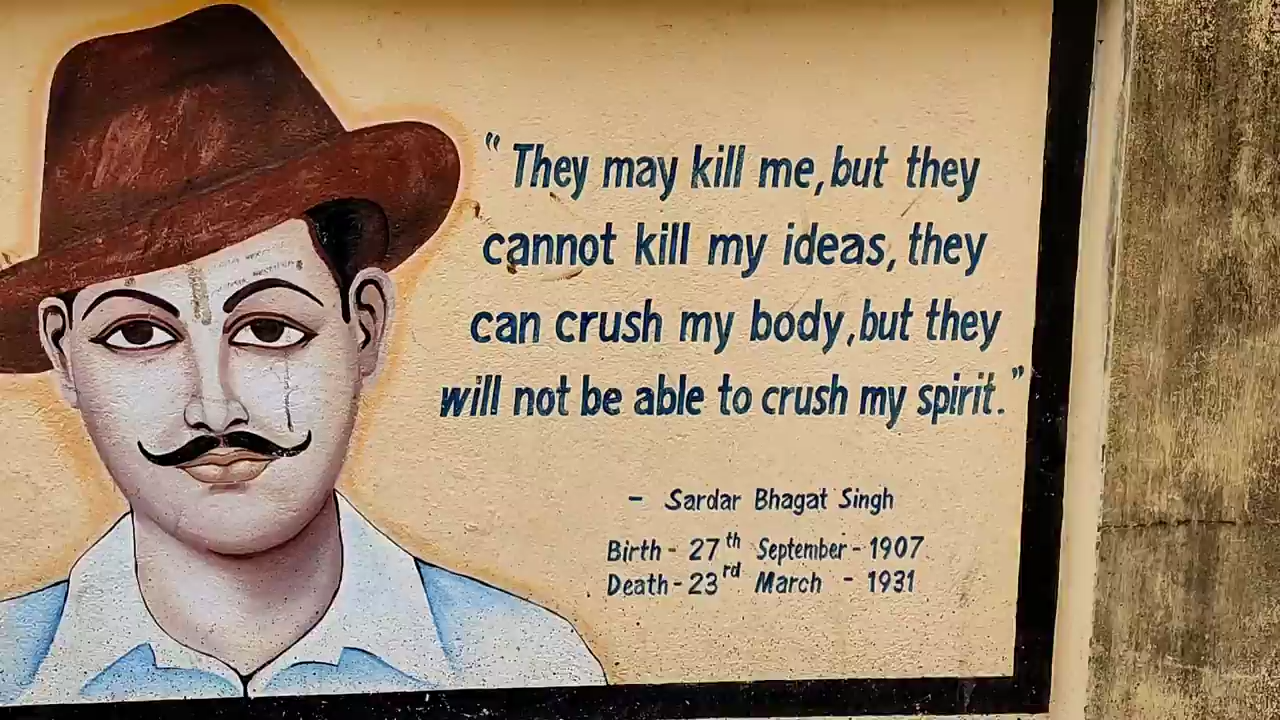 “ They may kill me, but they
cannot kill my ideas, they
can crush my body, but they
will not be able to crush my spirit.”
- Sardar Bhagat Singh
Birth - 27th September - 1907
Death - 23rd March - 1931